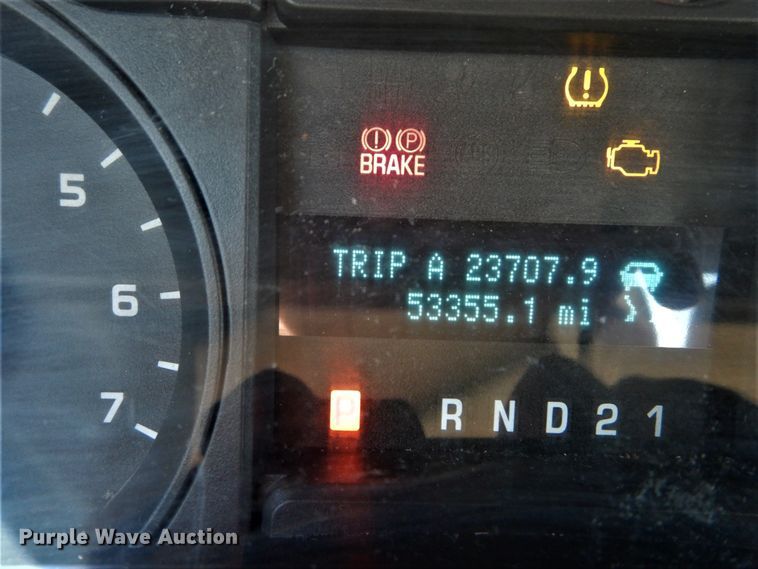 5
6
7
(!) (P)
BRAKE
!
TRIP A 23707.9
53355.1 mi
P R N D 2 1
Purple Wave Auction®